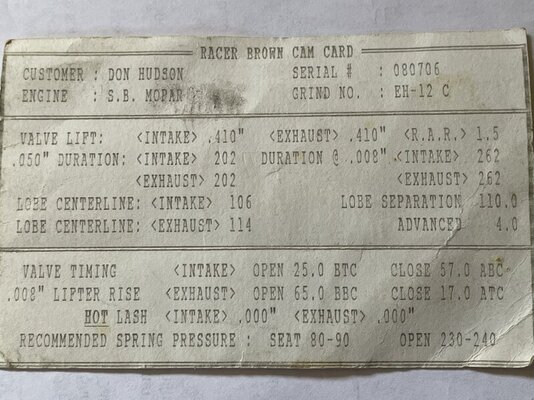 RACER BROWN CAM CARD
CUSTOMER : DON HUDSON SERIAL # : 080706
ENGINE : S.B. MOPAR GRIND NO. : EH-12 C
VALVE LIFT: <INTAKE> .410" <EXHAUST> .410" <R.A.R.> 1.5
.050" DURATION: <INTAKE> 202 DURATION @ .008" <INTAKE> 262
<EXHAUST> 202 <EXHAUST> 262
LOBE CENTERLINE: <INTAKE> 106 LOBE SEPARATION 110.0
LOBE CENTERLINE: <EXHAUST> 114 ADVANCED 4.0
VALVE TIMING <INTAKE> OPEN 25.0 BTC CLOSE 57.0 ABC
.008" LIFTER RISE <EXHAUST> OPEN 65.0 BBC CLOSE 17.0 ATC
HOT LASH <INTAKE> .000" <EXHAUST> .000"
RECOMMENDED SPRING PRESSURE : SEAT 80-90 OPEN 230-240